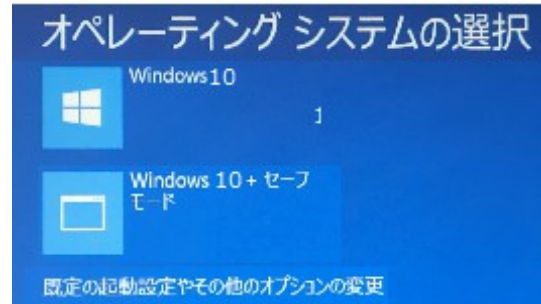 オペレーティング システムの選択
Windows10
1
Windows 10 + セーフ
モード
既定の起動設定やその他のオプションの変更